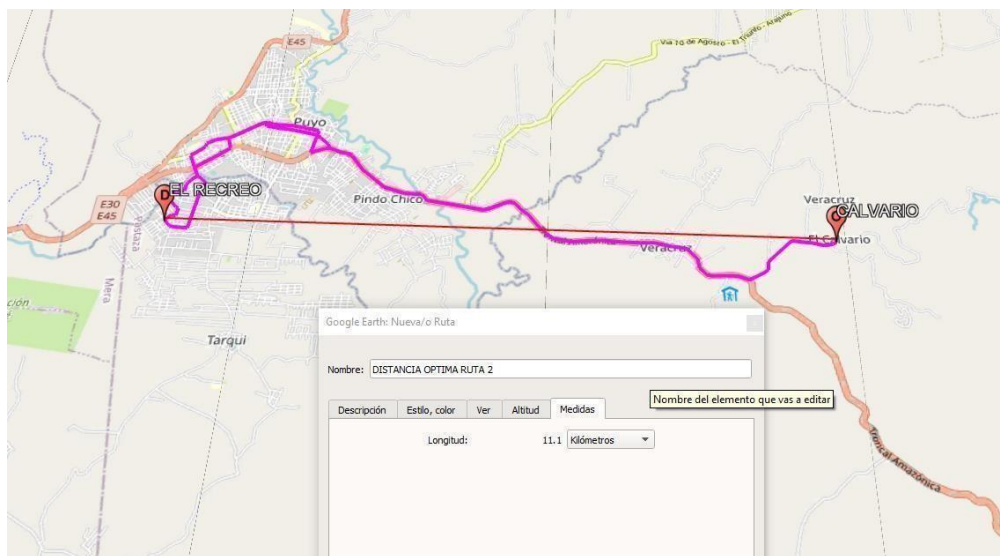 E45
Via 10 de Agosto - El Triunfo - Arajuno
Puyo
D
EL RECREO
E30
E45
Pindo Chico
Veracruz
C
CALVARIO
El Calvario
Veracruz
Pastaza
Mera
Tarqui
Troncal Amazónica
Google Earth: Nueva/o Ruta
Nombre: DISTANCIA OPTIMA RUTA 2
Nombre del elemento que vas a editar
Descripción Estilo, color Ver Altitud Medidas
Longitud: 11.1 Kilómetros